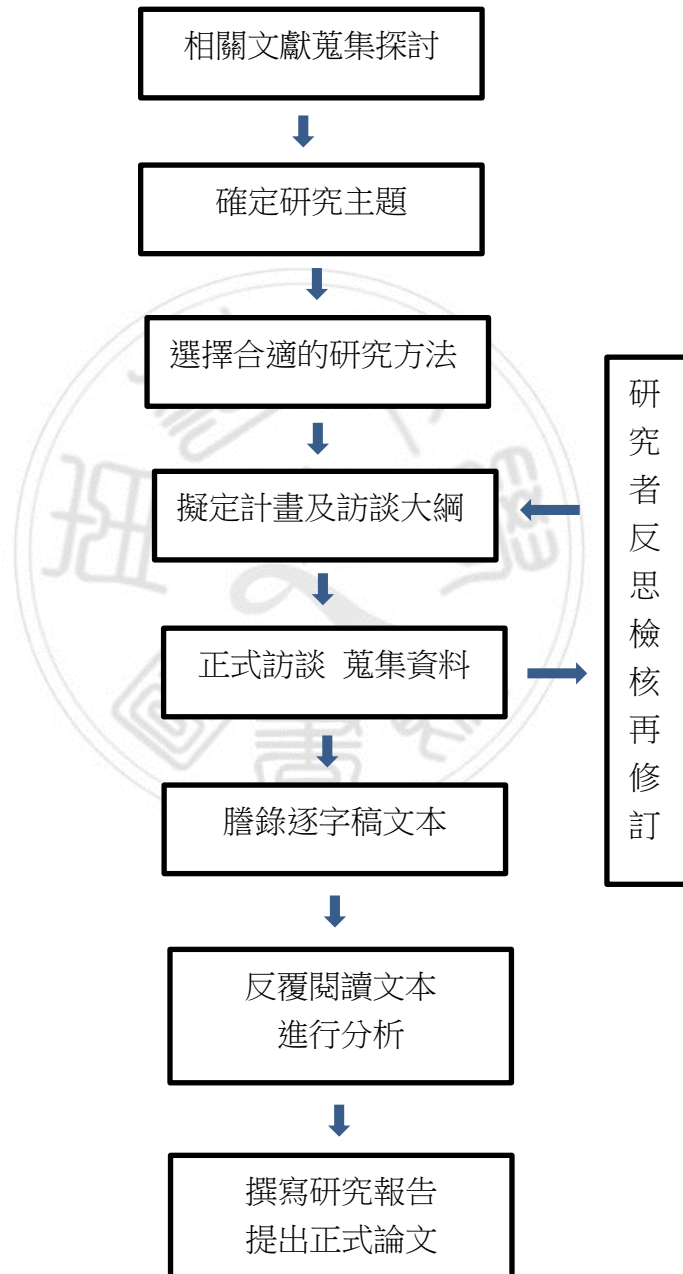 相關文獻蒐集探討
確定研究主題
選擇合適的研究方法
擬定計畫及訪談大綱
正式訪談 蒐集資料
謄錄逐字稿文本
反覆閱讀文本
進行分析
撰寫研究報告
提出正式論文
研究者反思檢核再修訂